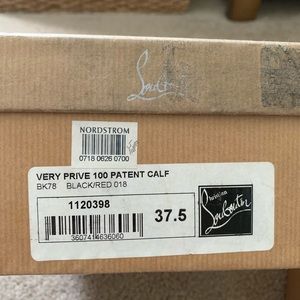 Louboutin
NORDSTROM
0718 0626 0700
VERY PRIVE 100 PATENT CALF
BK78 BLACK/RED 018
1120398
37.5
3607414636060
Christian
Louboutin